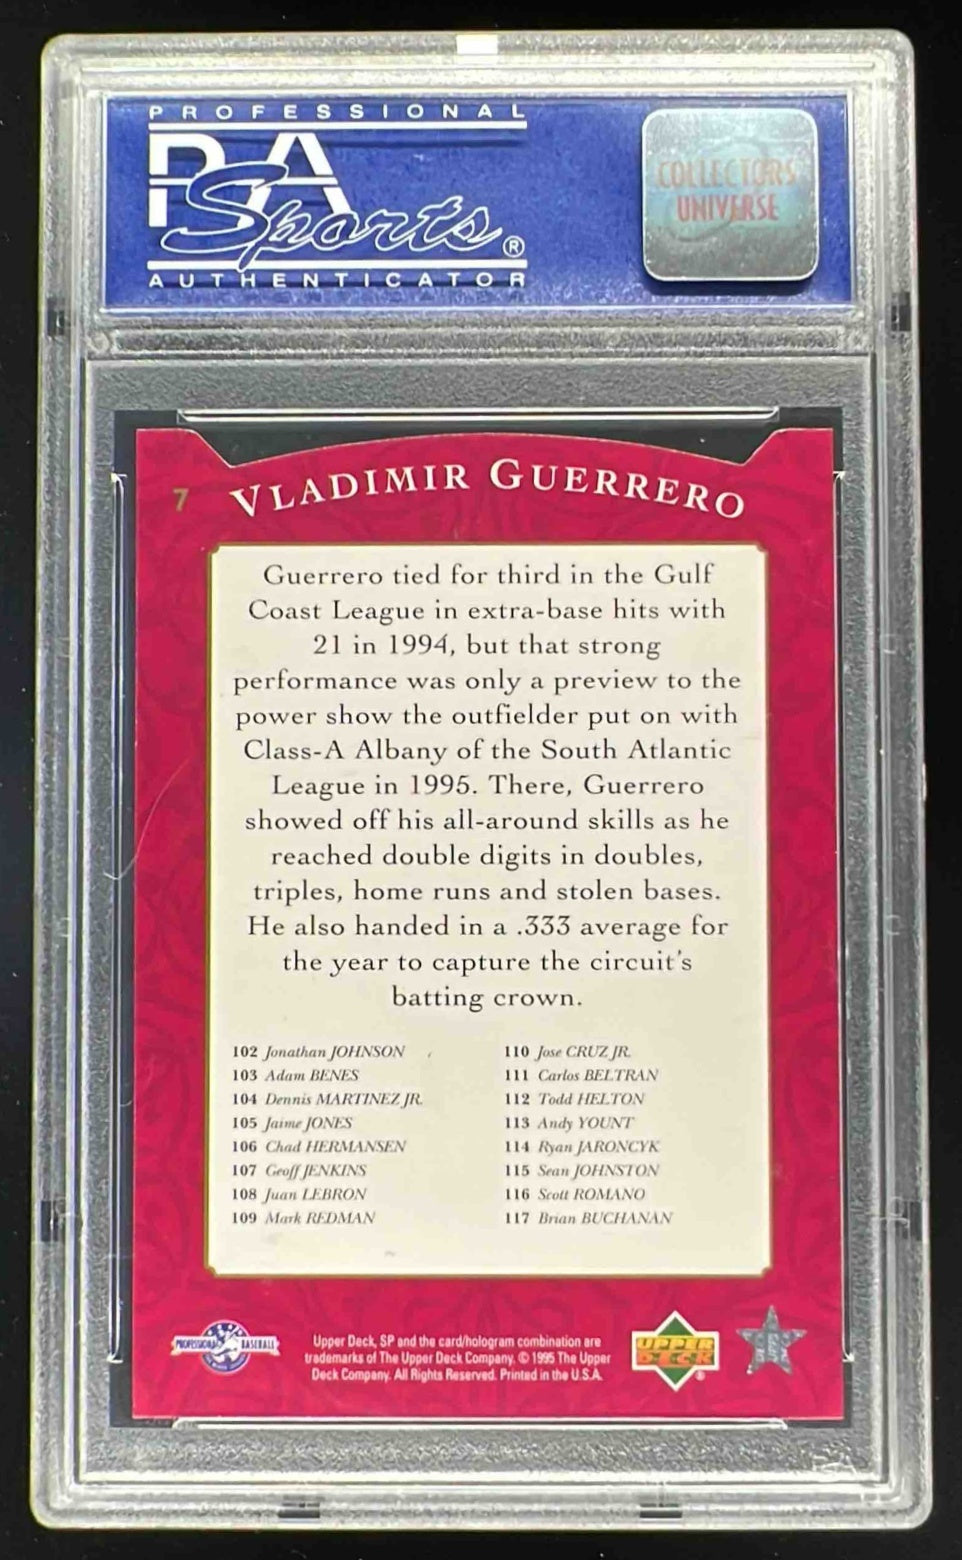 PROFESSIONAL
PSA
Sports®
AUTHENTICATOR
COLLECTORS
UNIVERSE
7
VLADIMIR GUERRERO
Guerrero tied for third in the Gulf
Coast League in extra-base hits with
21 in 1994, but that strong
performance was only a preview to the
power show the outfielder put on with
Class-A Albany of the South Atlantic
League in 1995. There, Guerrero
showed off his all-around skills as he
reached double digits in doubles,
triples, home runs and stolen bases.
He also handed in a .333 average for
the year to capture the circuit's
batting crown.
102 Jonathan JOHNSON
103 Adam BENES
104 Dennis MARTINEZ JR.
105 Jaime JONES
106 Chad HERMANSEN
107 Geoff JENKINS
108 Juan LEBRON
109 Mark REDMAN
110 Jose CRUZ JR.
111 Carlos BELTRAN
112 Todd HELTON
113 Andy YOUNT
114 Ryan JARONCYK
115 Sean JOHNSTON
116 Scott ROMANO
117 Brian BUCHANAN
PROFESSIONAL BASEBALL
Upper Deck, SP and the card/hologram combination are
trademarks of The Upper Deck Company. © 1995 The Upper
Deck Company. All Rights Reserved. Printed in the U.S.A.
UPPER
DECK®